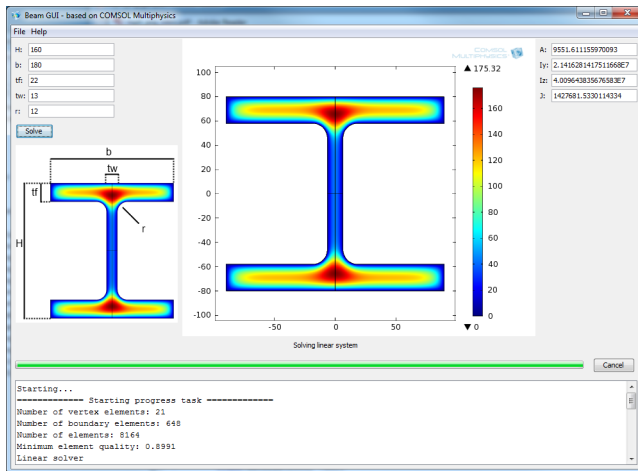 Beam GUI - based on COMSOL Multiphysics
File Help
H: 160
b: 180
tf: 22
tw: 13
r: 12
Solve
b
tw
tf
r
H
COMSOL
MULTIPHYSICS
100
80
60
40
20
0
-20
-40
-60
-80
-100
-50
0
50
▲ 175.32
160
140
120
100
80
60
40
20
0
▼ 0
A: 9551.611155970093
Iy: 2.1416281417511668E7
Iz: 4.009643835676583E7
J: 1427681.5330114334
Solving linear system
Cancel
Starting...
------------- Starting progress task -------------
Number of vertex elements: 21
Number of boundary elements: 648
Number of elements: 8164
Minimum element quality: 0.8991
Linear solver